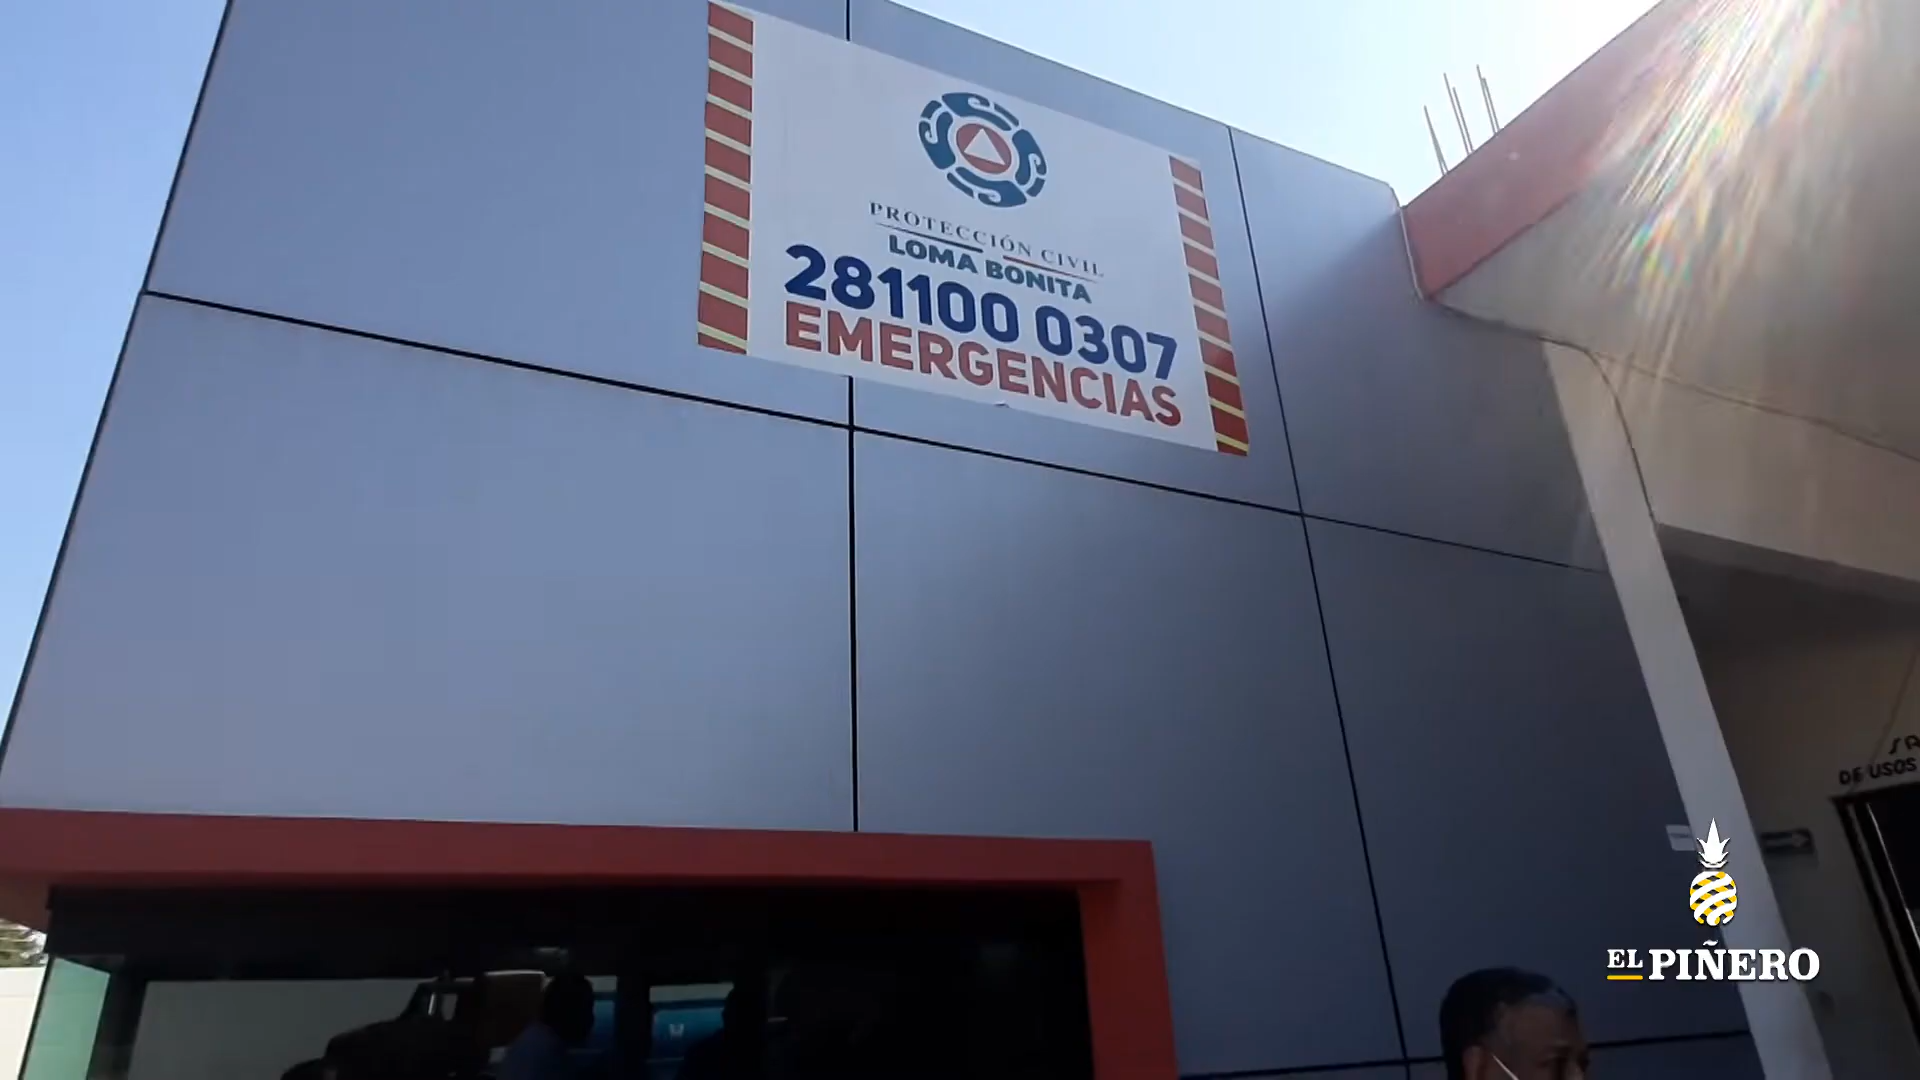 PROTECCIÓN CIVIL
LOMA BONITA
281100 0307
EMERGENCIAS
DE USOS
EL PIÑERO